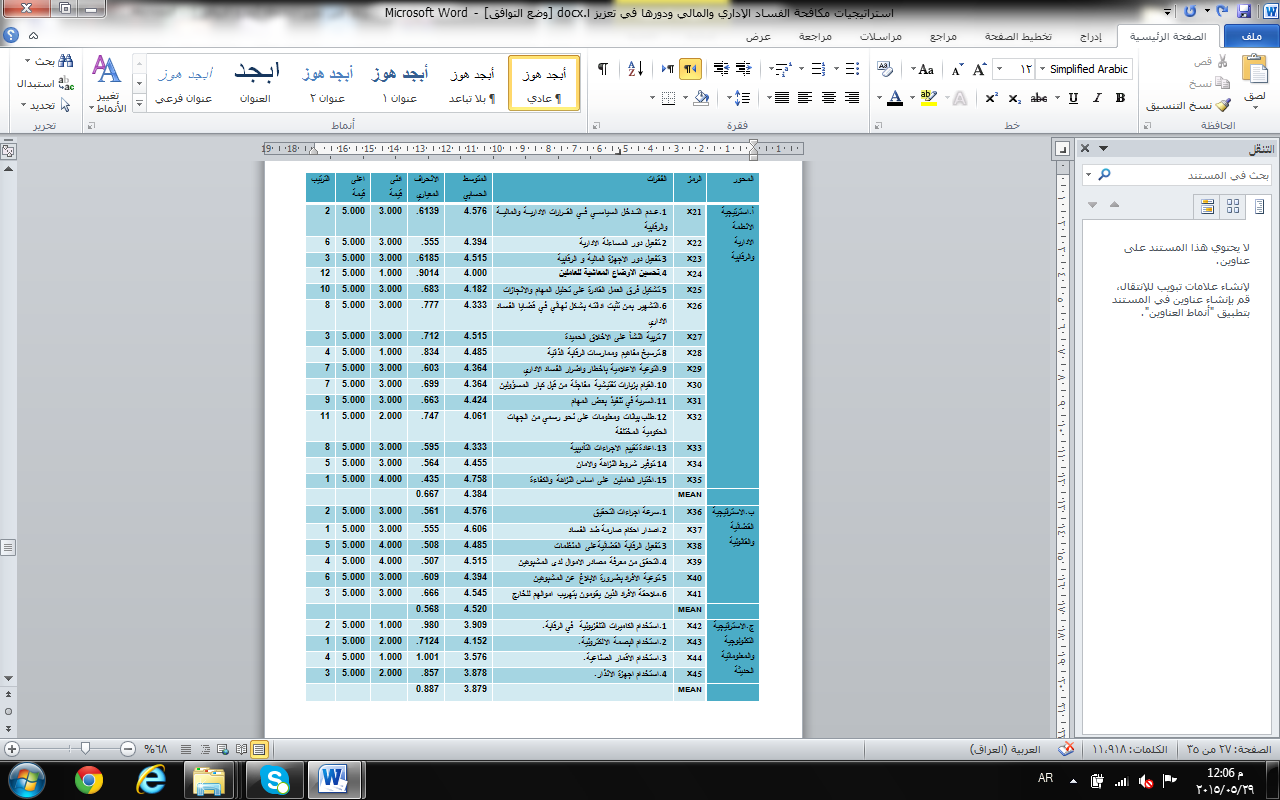 استراتيجيات مكافحة الفساد الإداري والمالي ودورها في تعزيز ا.docx [وضع التوافق] - Microsoft Word
ملف الصفحة الرئيسية إدراج تخطيط الصفحة مراجع مراسلات مراجعة عرض
لصق قص نسخ نسخ التنسيق الحافظة
Simplified Arabic ١٢ خط
فقرة
أبجد هوز أبجد هوز أبجد هوز أبجد هوز أبجد أبجد هوز
¶ عادي ¶ بلا تباعد عنوان ١ عنوان ٢ العنوان عنوان فرعي
أنماط
تغيير الأنماط
بحث استبدال تحديد تحرير
التنقل
بحث في المستند
لا يحتوي هذا المستند على
عناوين.
لإنشاء علامات تبويب للإنتقال،
قم بإنشاء عناوين في المستند
بتطبيق "أنماط العناوين".
المحور الرمز الفقرات المتوسط الحسابي الانحراف المعياري ادنى قيمة اعلى قيمة الترتيب
أ.استراتيجية الانظمة الادارية والرقابية
x21 1.عدم التدخل السياسي في القرارات الادارية والمالية والرقابية 4.576 .6139 3.000 5.000 2
x22 2.تفعيل دور المساءلة الادارية 4.394 .555 3.000 5.000 6
x23 3.تفعيل دور الاجهزة المالية و الرقابية 4.515 .6185 3.000 5.000 3
x24 4.تحسين الاوضاع المعاشية للعاملين 4.000 .9014 1.000 5.000 12
x25 5.تشكيل فرق العمل القادرة على تحليل المهام والانجازات 4.182 .683 3.000 5.000 10
x26 6.التشهير بمن تثبت ادانته بشكل نهائي في قضايا الفساد الاداري 4.333 .777 3.000 5.000 8
x27 7.تربية النشأ على الاخلاق الحميدة 4.515 .712 3.000 5.000 3
x28 8.ترسيخ مفاهيم وممارسات الرقابة الذاتية 4.485 .834 1.000 5.000 4
x29 9.التوعية الاعلامية باخطار واضرار الفساد الاداري 4.364 .603 3.000 5.000 7
x30 10.القيام بزيارات تفتيشية مفاجئة من قبل كبار المسؤولين 4.364 .699 3.000 5.000 7
x31 11.السرية في تنفيذ بعض المهام 4.424 .663 3.000 5.000 9
x32 12.طلب بيانات ومعلومات على نحو رسمي من الجهات الحكومية المختلفة 4.061 .747 2.000 5.000 11
x33 13.اعادة تقييم الاجراءات التأديبية 4.333 .595 3.000 5.000 8
x34 14.توفير شروط النزاهة والامان 4.455 .564 3.000 5.000 5
x35 15.اختيار العاملين على اساس النزاهة والكفاءة 4.758 .435 4.000 5.000 1
MEAN 4.384 0.667
ب.الاستراتيجية القضائية والقانونية
x36 1.سرعة اجراءات التحقيق 4.576 .561 3.000 5.000 2
x37 2.اصدار احكام صارمة ضد الفساد 4.606 .555 3.000 5.000 1
x38 3.تفعيل الرقابة القضائية على المنظمات 4.485 .508 4.000 5.000 5
x39 4.التحقق من معرفة مصادر الاموال لدى المشبوهين 4.515 .507 4.000 5.000 4
x40 5.توعية الافراد بضرورة الابلاغ عن المشبوهين 4.394 .609 3.000 5.000 6
x41 6.ملاحقة الافراد الذين يقومون بتهريب اموالهم للخارج 4.545 .666 3.000 5.000 3
MEAN 4.520 0.568
ج.الاستراتيجية التكنولوجية والمعلوماتية الحديثة
x42 1.استخدام الكاميرات التلفزيونية في الرقابة. 3.909 .980 1.000 5.000 2
x43 2.استخدام البصمة الالكترونية. 4.152 .7124 2.000 5.000 1
x44 3.استخدام الاقمار الصناعية. 3.576 1.001 1.000 5.000 4
x45 4.استخدام اجهزة الانذار. 3.878 .857 2.000 5.000 3
MEAN 3.879 0.887
الصفحة: ٢٧ من ٣٥ الكلمات: ١١،٩١٨ العربية (العراق) ٦٨%
AR
12:06 م
٢٠١٥/٠٥/٢٩